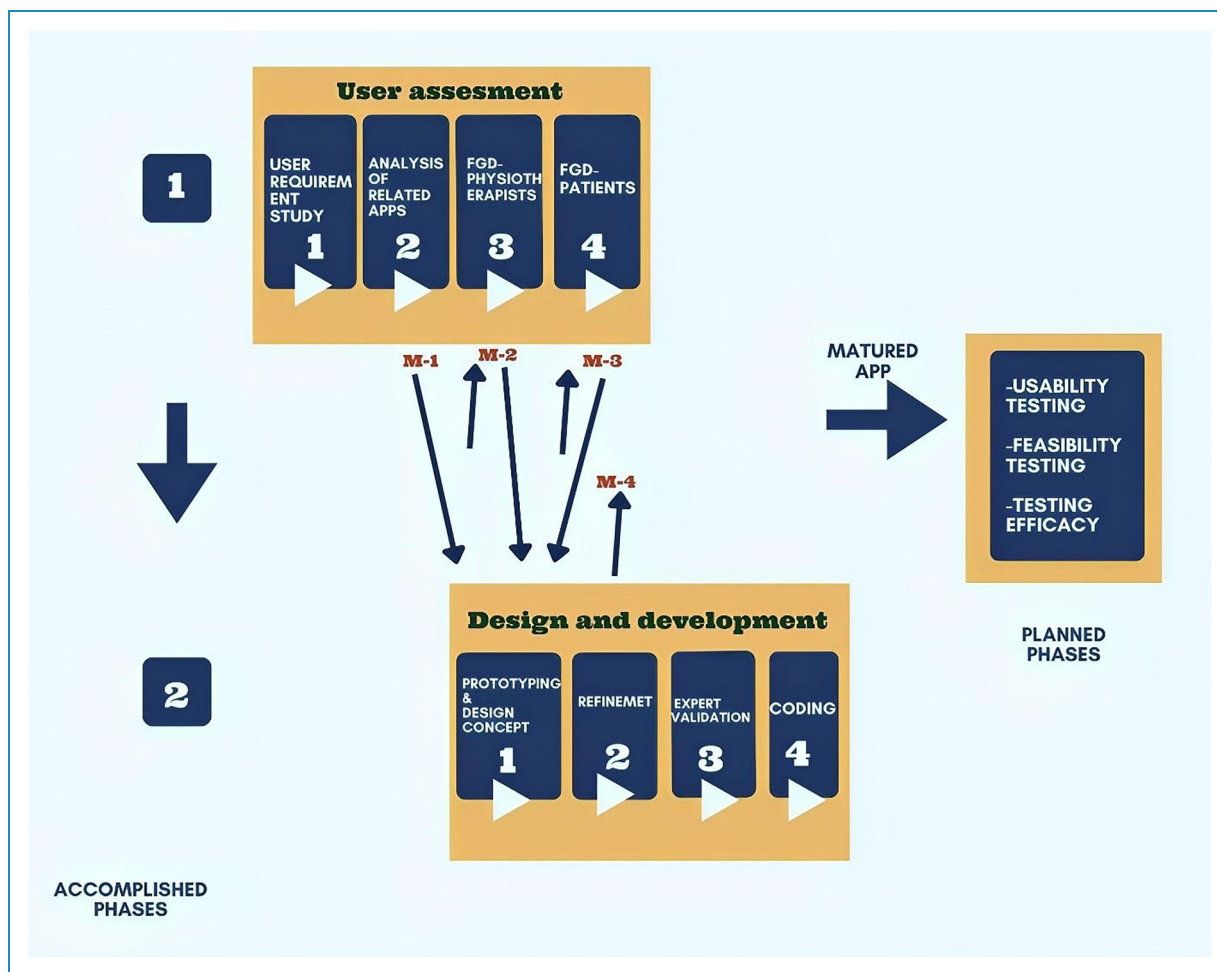 User assesment
1
USER
REQUIREM
ENT
STUDY
1
ANALYSIS
OF
RELATED
APPS
2
FGD-
PHYSIOTH
ERAPISTS
3
FGD-
PATIENTS
4
M-1
M-2
M-3
M-4
MATURED
APP
-USABILITY
TESTING
-FEASIBILITY
TESTING
-TESTING
EFFICACY
PLANNED
PHASES
2
Design and development
PROTOTYPING
&
DESIGN
CONCEPT
1
REFINEMET
2
EXPERT
VALIDATION
3
CODING
4
ACCOMPLISHED
PHASES